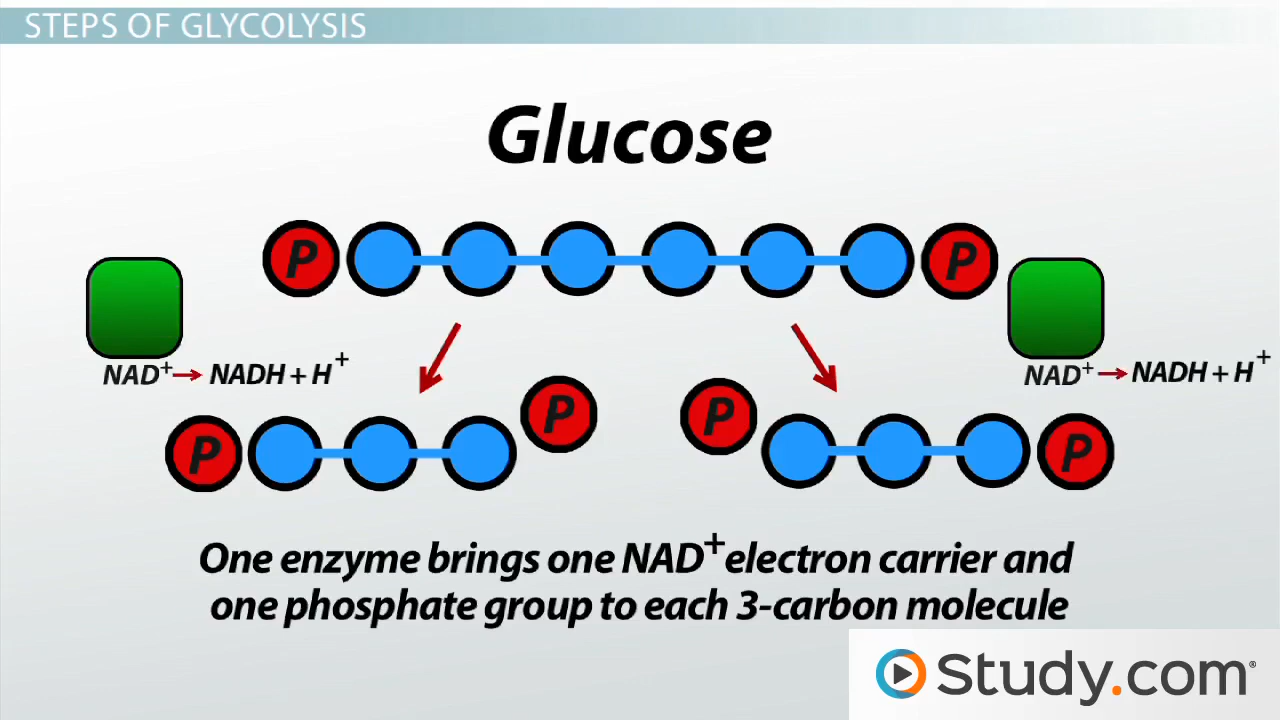 STEPS OF GLYCOLYSIS
Glucose
P P
NAD⁺ → NADH + H⁺
NAD⁺ → NADH + H⁺
P P P P
One enzyme brings one NAD⁺ electron carrier and
one phosphate group to each 3-carbon molecule
Study.com®